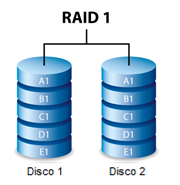 RAID 1
A1 A1
B1 B1
C1 C1
D1 D1
E1 E1
Disco 1 Disco 2